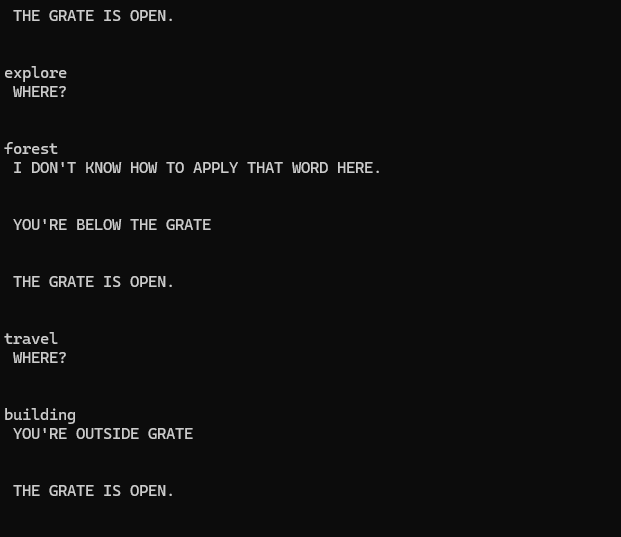 THE GRATE IS OPEN.
explore
WHERE?
forest
I DON'T KNOW HOW TO APPLY THAT WORD HERE.
YOU'RE BELOW THE GRATE
THE GRATE IS OPEN.
travel
WHERE?
building
YOU'RE OUTSIDE GRATE
THE GRATE IS OPEN.